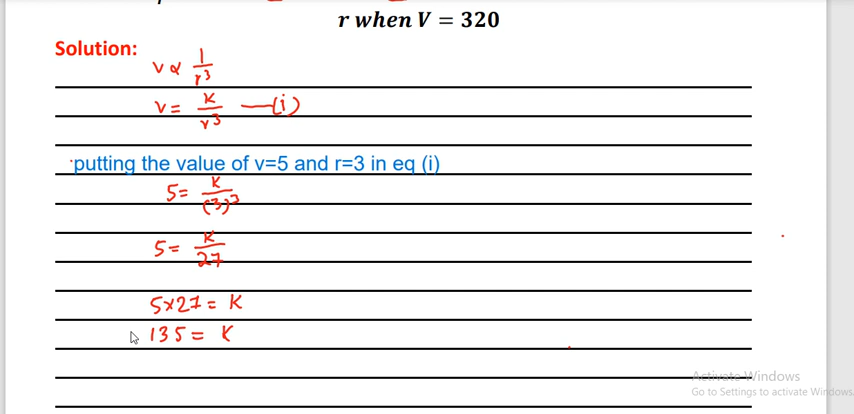 r when V = 320
Solution:
v ∝ 1/r³
v = K/r³ —(i)
putting the value of v=5 and r=3 in eq (i)
5 = K/(3)³
5 = K/27
5×27 = K
135 = K
Activate Windows
Go to Settings to activate Windows.